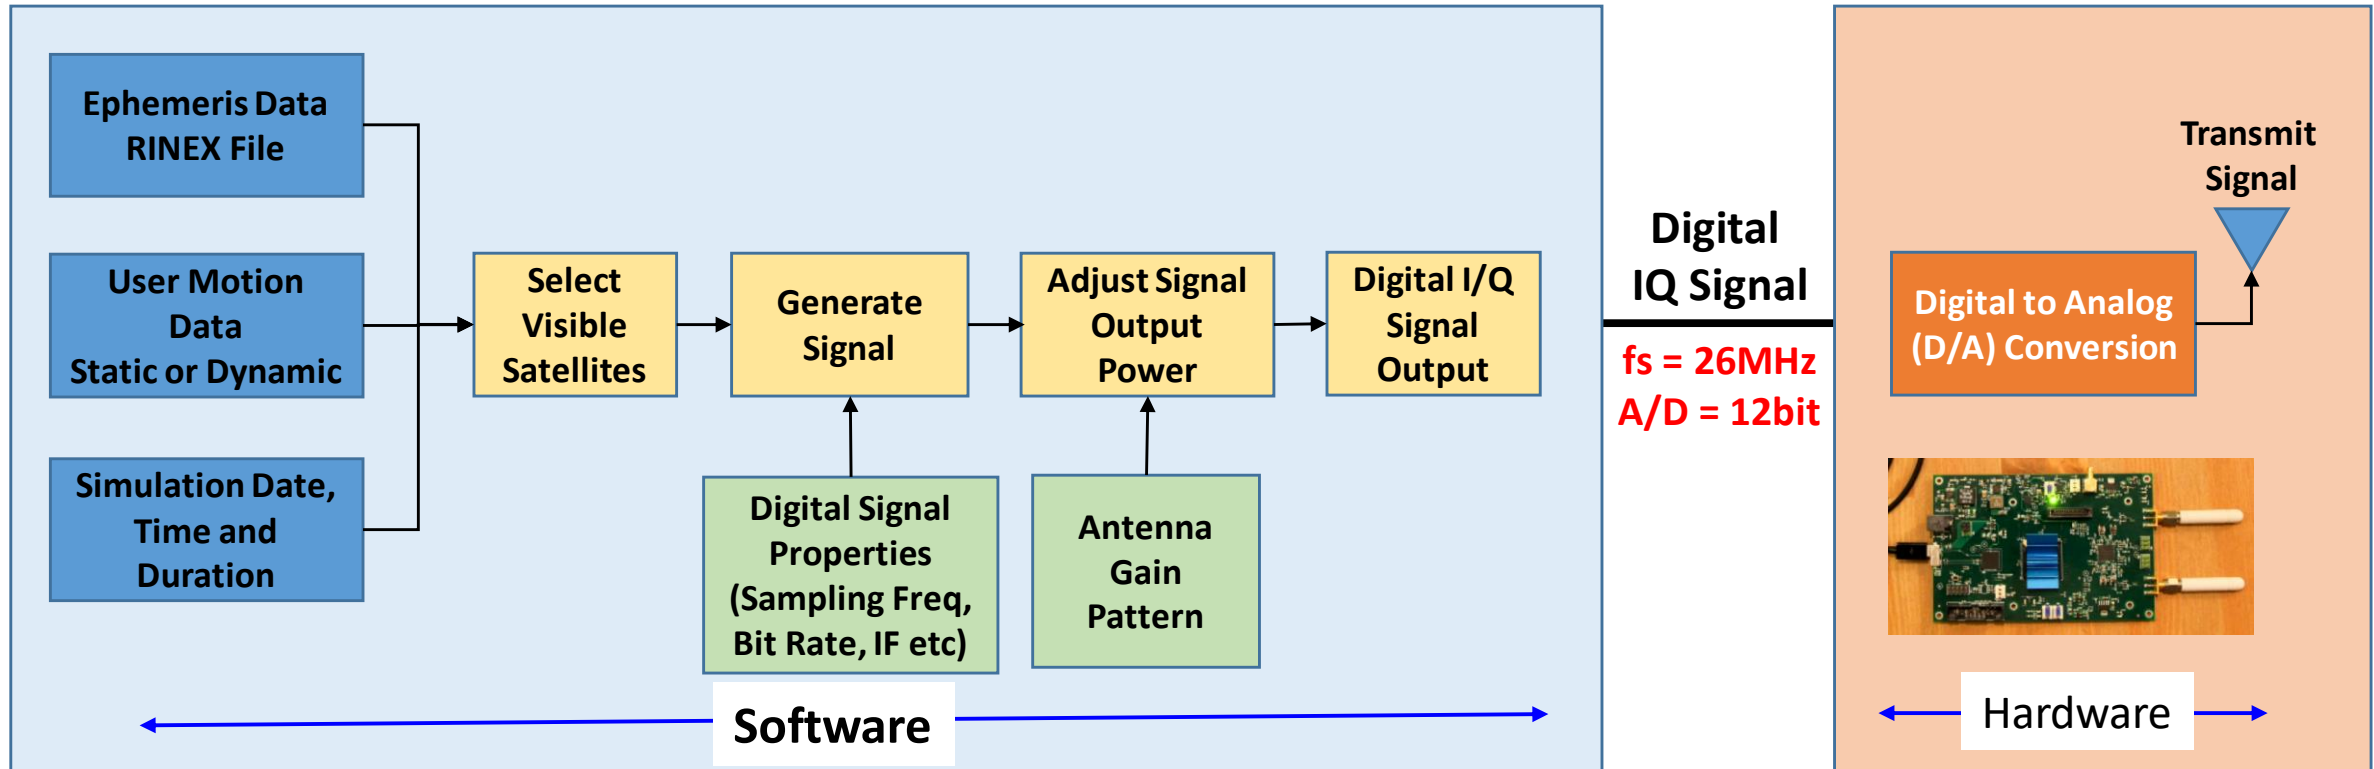 Ephemeris Data
RINEX File
User Motion
Data
Static or Dynamic
Simulation Date,
Time and
Duration
Select
Visible
Satellites
Generate
Signal
Adjust Signal
Output
Power
Digital I/Q
Signal
Output
Digital Signal
Properties
(Sampling Freq,
Bit Rate, IF etc)
Antenna
Gain
Pattern
Software
Digital
IQ Signal
fs = 26MHz
A/D = 12bit
Transmit
Signal
Digital to Analog
(D/A) Conversion
Hardware